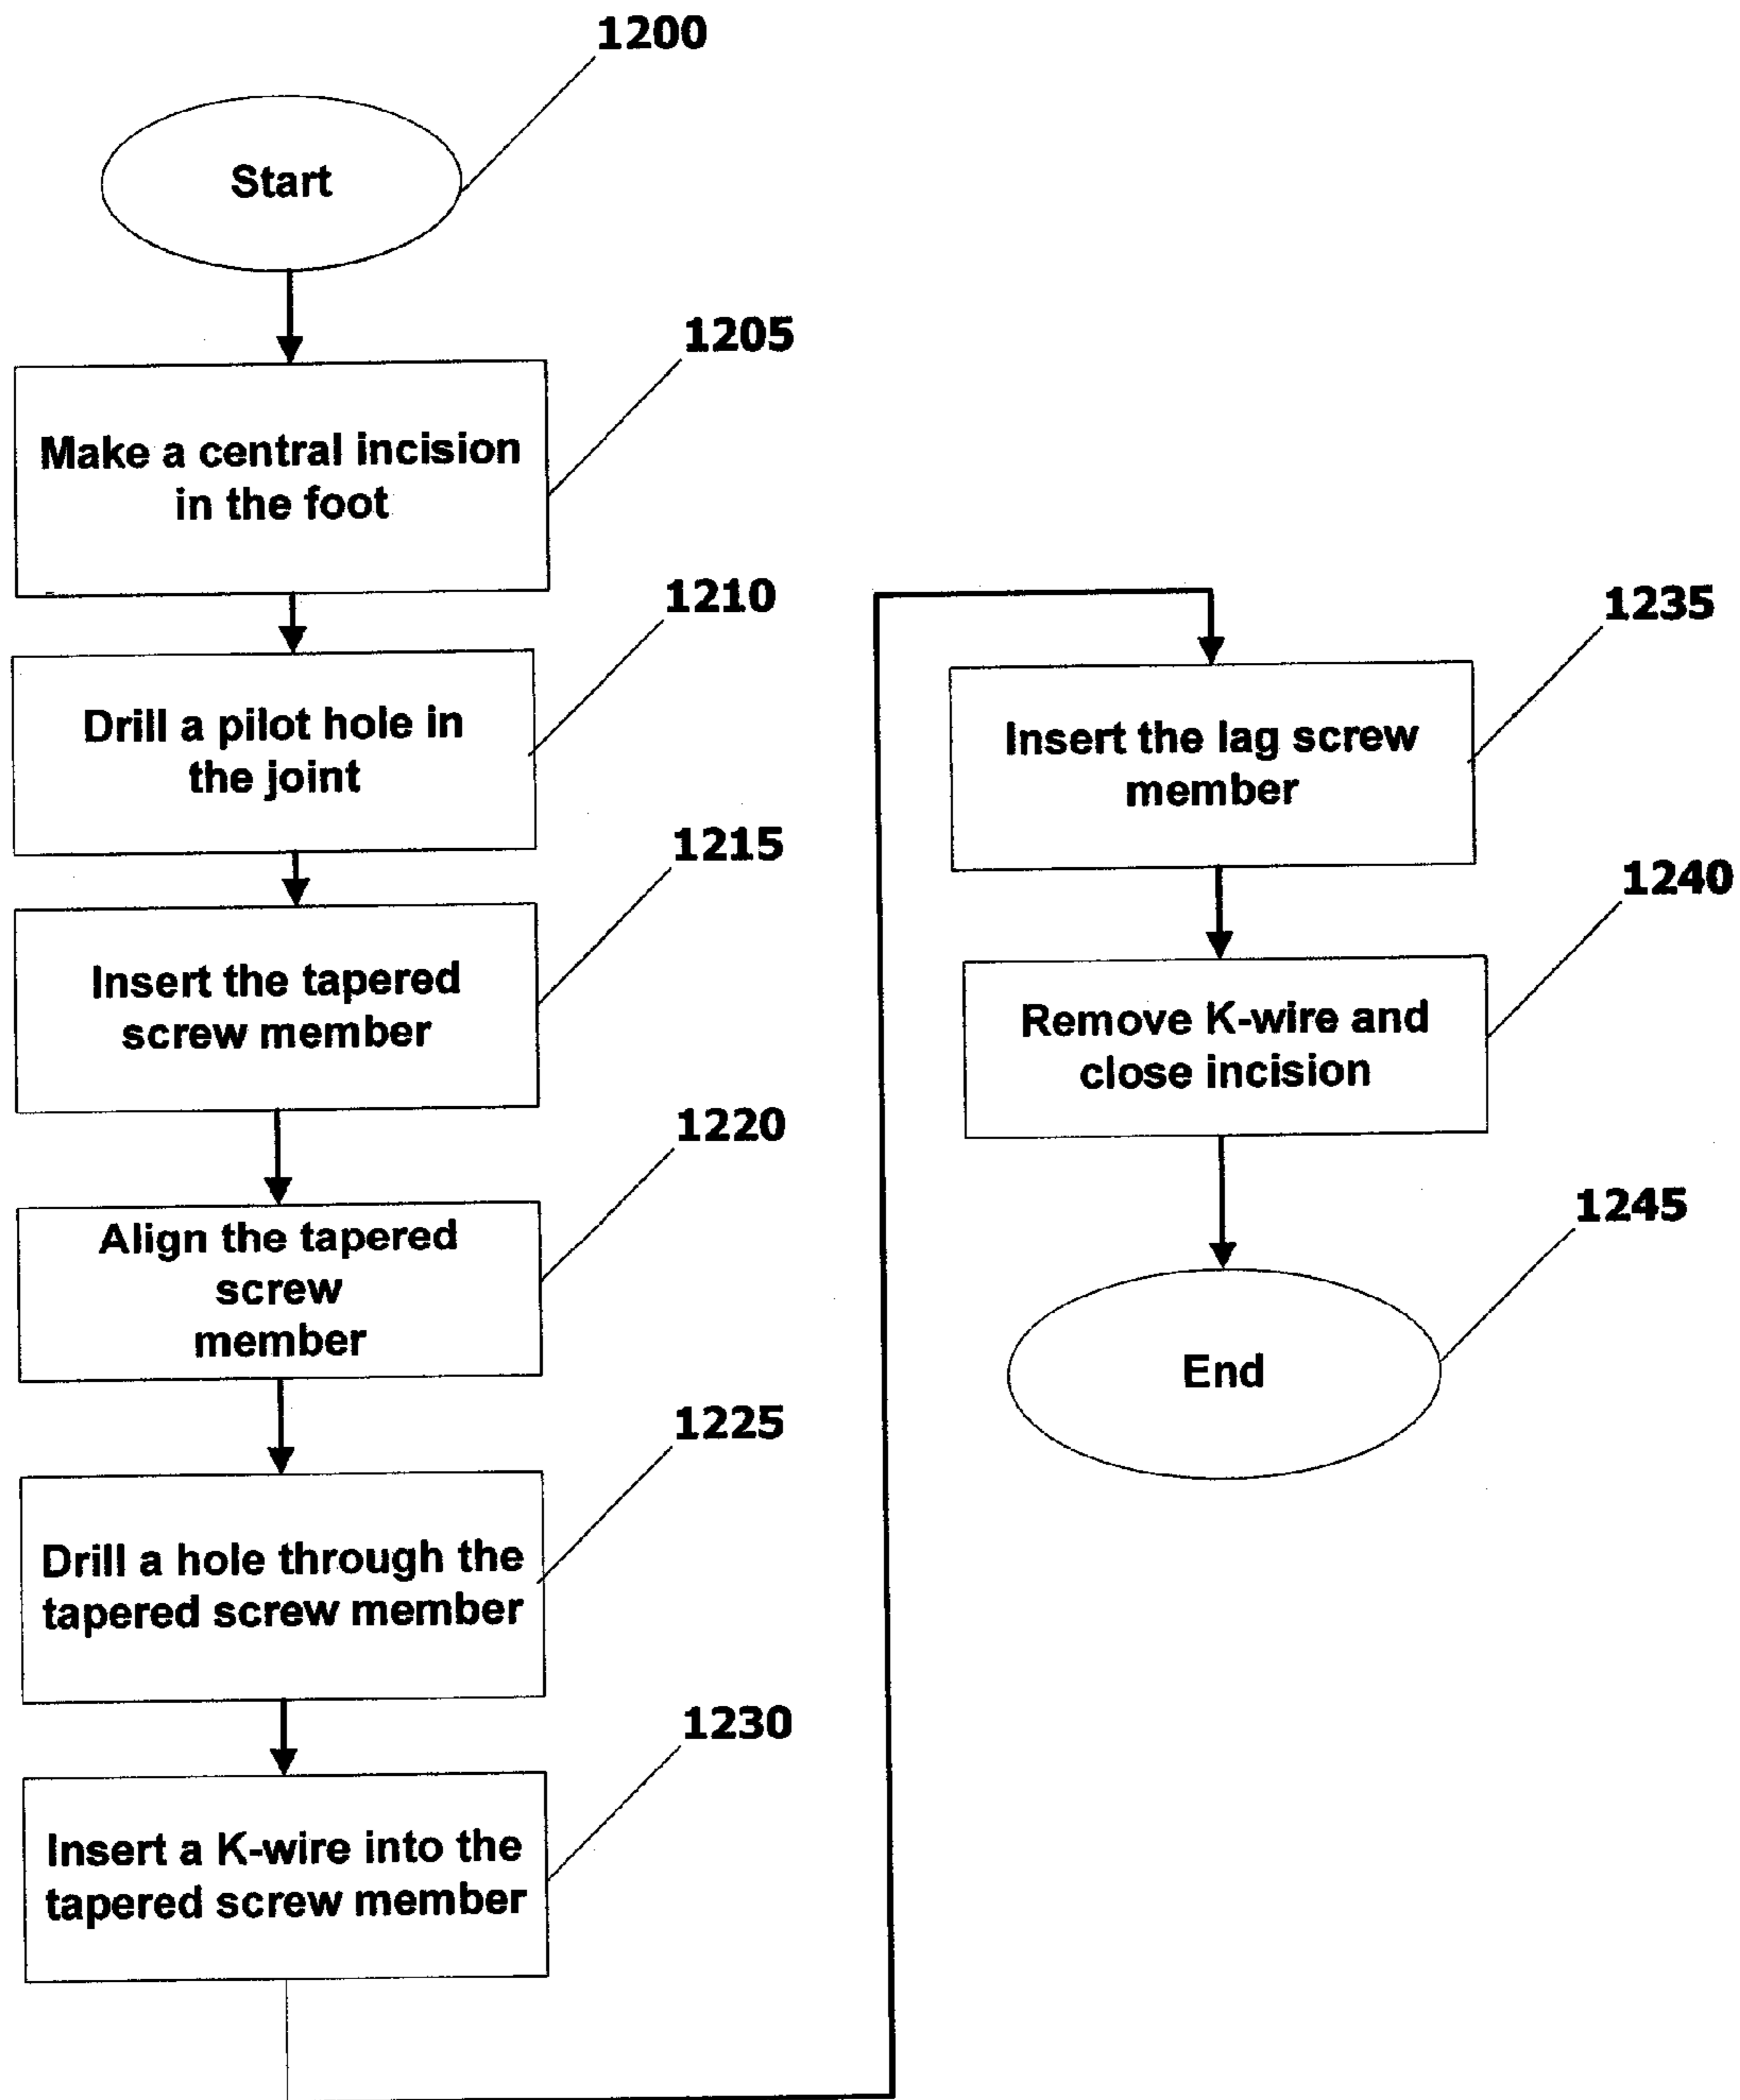 1200
Start
1205
Make a central incision
in the foot
1210
Drill a pilot hole in
the joint
1215
Insert the tapered
screw member
1220
Align the tapered
screw
member
1225
Drill a hole through the
tapered screw member
1230
Insert a K-wire into the
tapered screw member
1235
Insert the lag screw
member
1240
Remove K-wire and
close incision
1245
End